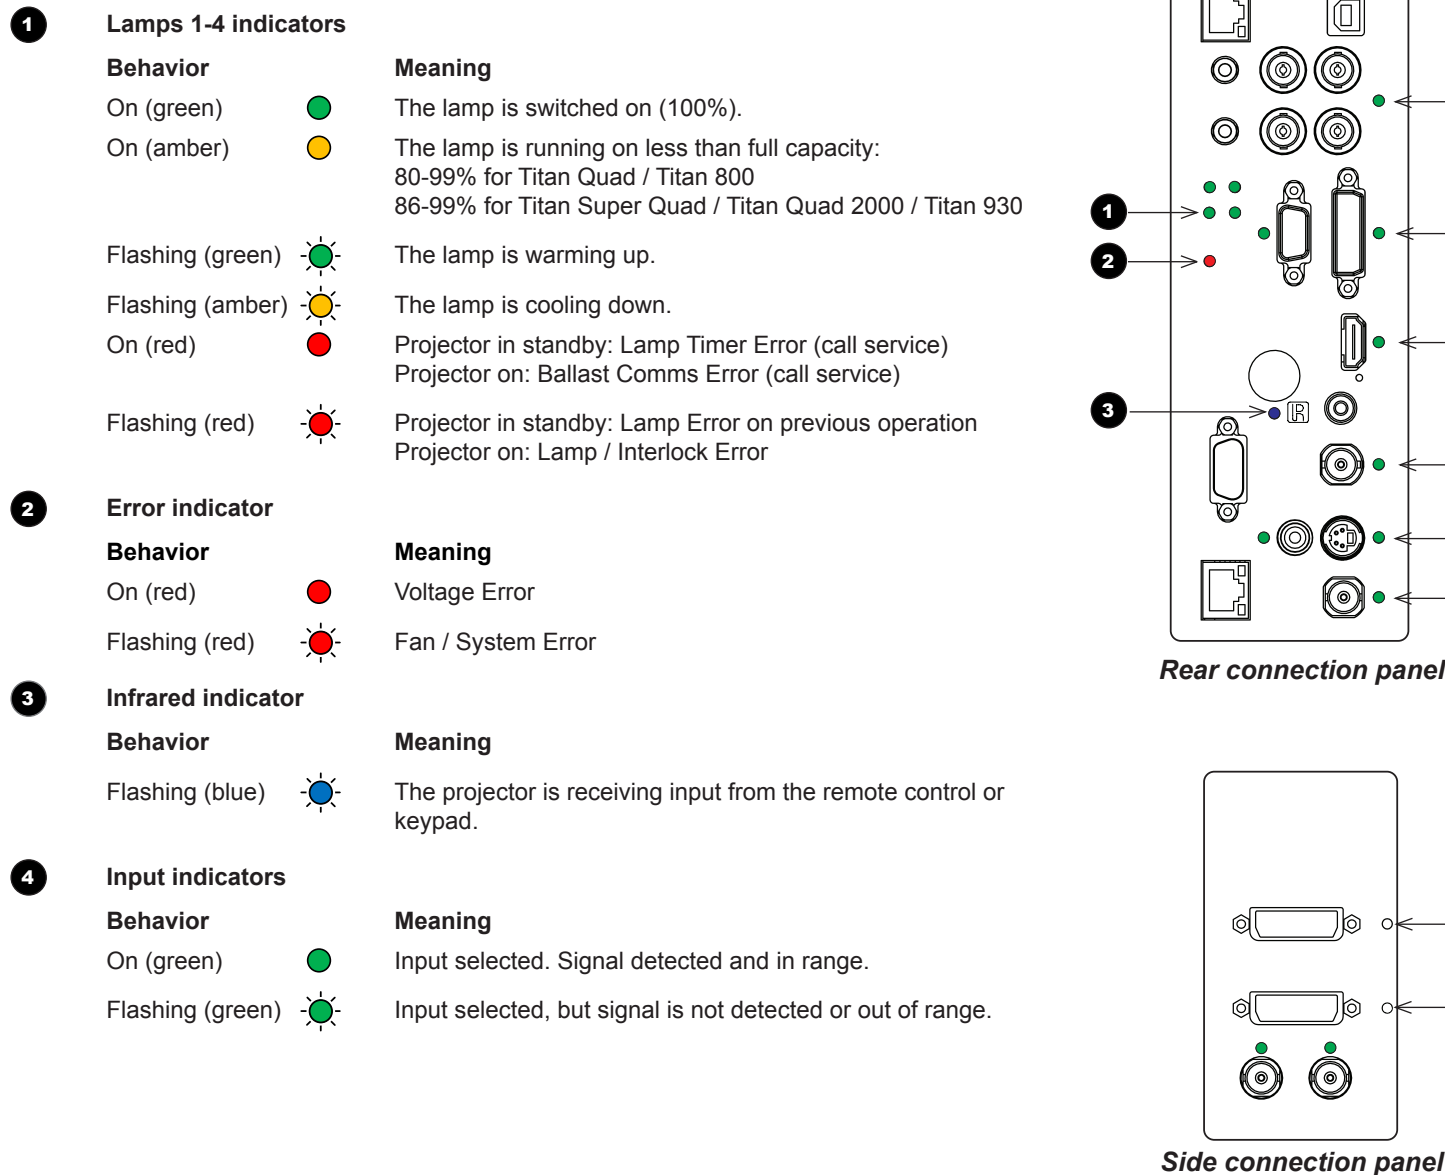 1 Lamps 1-4 indicators
Behavior Meaning
On (green) The lamp is switched on (100%).
On (amber) The lamp is running on less than full capacity:
80-99% for Titan Quad / Titan 800
86-99% for Titan Super Quad / Titan Quad 2000 / Titan 930
Flashing (green) The lamp is warming up.
Flashing (amber) The lamp is cooling down.
On (red) Projector in standby: Lamp Timer Error (call service)
Projector on: Ballast Comms Error (call service)
Flashing (red) Projector in standby: Lamp Error on previous operation
Projector on: Lamp / Interlock Error
2 Error indicator
Behavior Meaning
On (red) Voltage Error
Flashing (red) Fan / System Error
3 Infrared indicator
Behavior Meaning
Flashing (blue) The projector is receiving input from the remote control or
keypad.
4 Input indicators
Behavior Meaning
On (green) Input selected. Signal detected and in range.
Flashing (green) Input selected, but signal is not detected or out of range.
1
2
3
IR
Rear connection panel
Side connection panel